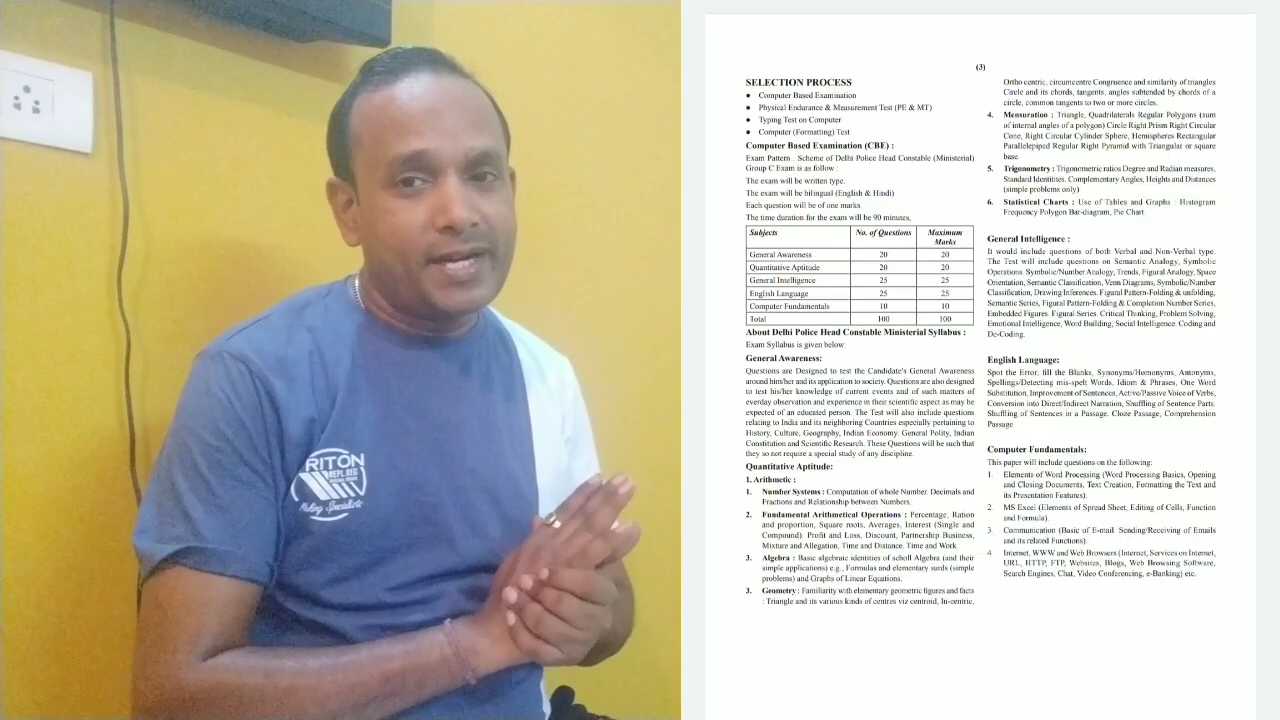 RITON
REPL.REG
(3)
SELECTION PROCESS
● Computer Based Examination
● Physical Endurance & Measurement Test (PE & MT)
● Typing Test on Computer
● Computer (Formatting) Test
Computer Based Examination (CBE) :
Exam Pattern . Scheme of Delhi Police Head Constable (Ministerial)
Group C Exam is as follow :
The exam will be written type.
The exam will be bilingual (English & Hindi)
Each question will be of one marks
The time duration for the exam will be 90 minutes,
Subjects No. of Questions Maximum Marks
General Awareness 20 20
Quantitative Aptitude 20 20
General Intelligence 25 25
English Language 25 25
Computer Fundamentals 10 10
Total 100 100
About Delhi Police Head Constable Ministerial Syllabus :
Exam Syllabus is given below:
General Awareness:
Questions are Designed to test the Candidate's General Awareness
around him/her and its application to society. Questions are also designed
to test his/her knowledge of current events and of such matters of
everday observation and experience in their scientific aspect as may be
expected of an educated person. The Test will also include questions
relating to India and its neighboring Countries especially pertaining to
History, Culture, Geography, Indian Economy. General Polity, Indian
Constitution and Scientific Research. These Questions will be such that
they so not require a special study of any discipline.
Quantitative Aptitude:
1. Arithmetic :
1. Number Systems : Computation of whole Number. Decimals and
Fractions and Relationship between Numbers.
2. Fundamental Arithmetical Operations : Percentage, Ration
and proportion, Square roots, Averages, Interest (Single and
Compound). Profit and Loss, Discount, Partnership Business,
Mixture and Allegation, Time and Distance. Time and Work.
3. Algebra : Basic algebraic identities of scholl Algebra (and their
simple applications) e.g., Formulas and elementary surds (simple
problems) and Graphs of Linear Equations.
3. Geometry : Familiarity with elementary geometric figures and facts
: Triangle and its various kinds of centres viz centroid, In-centric,
Ortho centric, circumcentre Congruence and similarity of triangles
Circle and its chords, tangents, angles subtended by chords of a
circle, common tangents to two or more circles.
4. Mensuration : Triangle, Quadrilaterals Regular Polygons (sum
of internal angles of a polygon) Circle Right Prism Right Circular
Cone, Right Circular Cylinder Sphere, Hemispheres Rectangular
Parallelepiped Regular Right Pyramid with Triangular or square
base.
5. Trigonometry : Trigonometric ratios Degree and Radian measures,
Standard Identitites. Complementary Angles, Heights and Distances
(simple problems only)
6. Statistical Charts : Use of Tables and Graphs : Histogram
Frequency Polygon Bar-diagram, Pie Chart.
General Intelligence :
It would include questions of both Verbal and Non-Verbal type.
The Test will include questions on Semantic Analogy, Symbolic
Operations. Symbolic/Number Analogy, Trends, Figural Analogy, Space
Orientation, Semantic Classification, Venn Diagrams, Symbolic/Number
Classification, Drawing Inferences. Figural Pattern-Folding & unfolding,
Semantic Series, Figural Pattern-Folding & Completion Number Series,
Embedded Figures. Figural Series. Critical Thinking, Problem Solving,
Emotional Intelligence, Word Building, Social Intelligence. Coding and
De-Coding.
English Language:
Spot the Error, fill the Blanks, Synonyms/Homonyms, Antonyms,
Spellings/Detecting mis-spelt Words. Idiom & Phrases, One Word
Substitution, Improvement of Sentences, Active/Passive Voice of Verbs,
Conversion into Direct/Indirect Narration, Shuffling of Sentence Parts.
Shuffling of Sentences in a Passage. Cloze Passage, Comprehension
Passage
Computer Fundamentals:
This paper will include questions on the following:
1. Elements of Word Processing (Word Processing Basics, Opening
and Closing Documents, Text Creation, Formatting the Text and
its Presentation Features).
2. MS Excel (Elements of Spread Sheet, Editing of Cells, Function
and Formula).
3. Communication (Basic of E-mail Sending/Receiving of Emails
and its related Functions).
4. Internet, WWW and Web Browsers (Internet, Services on Internet,
URL, HTTP, FTP, Websites, Blogs, Web Browsing Software,
Search Engines, Chat, Video Conferencing, e-Banking) etc.